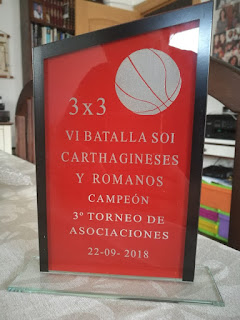 3x3
VI BATALLA SOI
CARTHAGINESES
Y ROMANOS
CAMPEÓN
3º TORNEO DE
ASOCIACIONES
22-09-2018